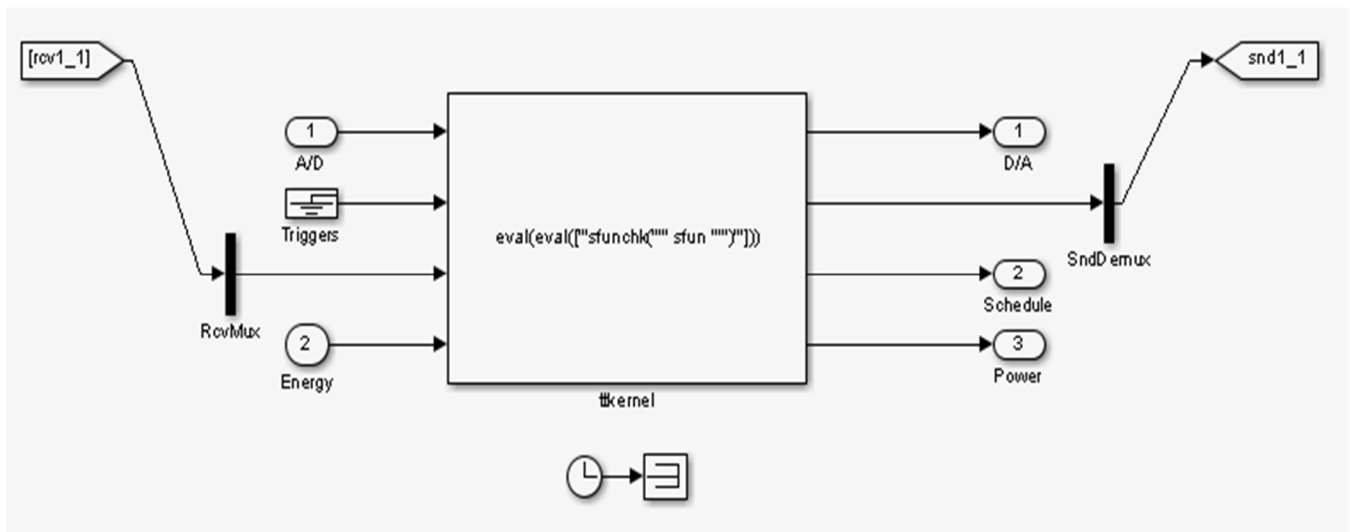 [rcv1_1]
snd1_1
1
A/D
1
D/A
Triggers
eval(eval(["'sfunchk('"" sfun ""')'"]))
SndDemux
RcvMux
2
Schedule
2
Energy
3
Power
ttkernel